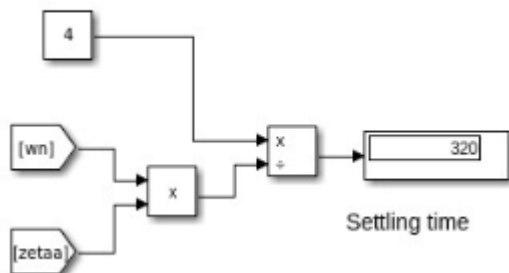 4
[wn]
x
÷
x
320
[zetaa]
Settling time